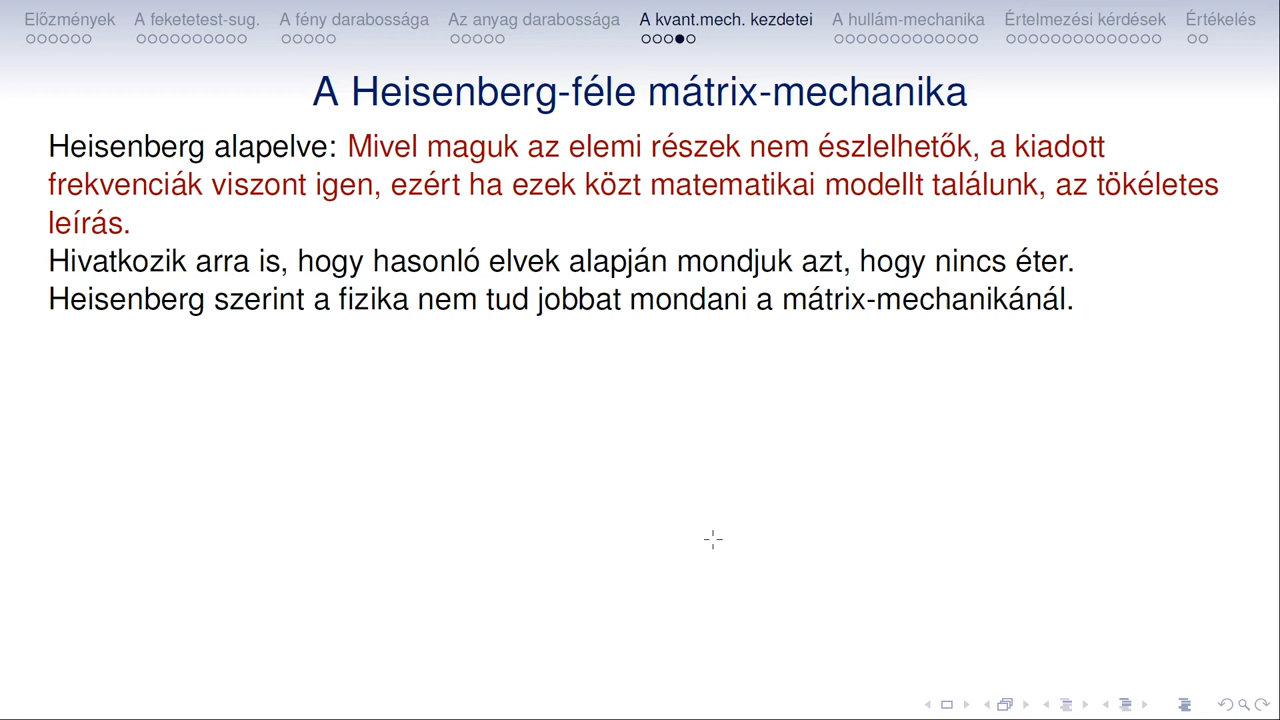 Előzmények A feketetest-sug. A fény darabossága Az anyag darabossága A kvant.mech. kezdetei A hullám-mechanika Értelmezési kérdések Értékelés
A Heisenberg-féle mátrix-mechanika
Heisenberg alapelve: Mivel maguk az elemi részek nem észlelhetők, a kiadott
frekvenciák viszont igen, ezért ha ezek közt matematikai modellt találunk, az tökéletes
leírás.
Hivatkozik arra is, hogy hasonló elvek alapján mondjuk azt, hogy nincs éter.
Heisenberg szerint a fizika nem tud jobbat mondani a mátrix-mechanikánál.